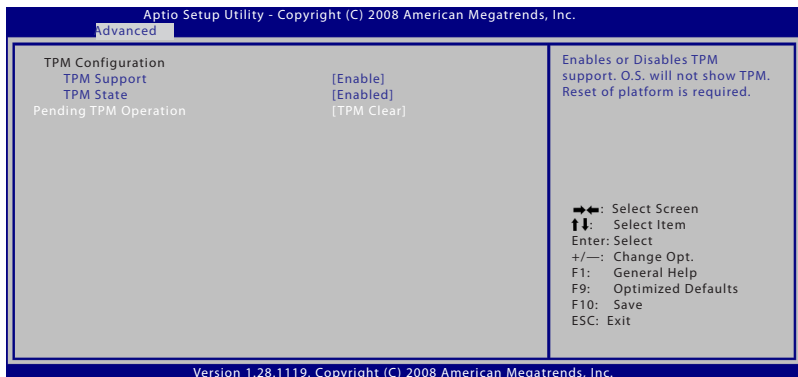 Aptio Setup Utility - Copyright (C) 2008 American Megatrends, Inc.
Advanced
TPM Configuration
TPM Support [Enable]
TPM State [Enabled]
Pending TPM Operation [TPM Clear]
Enables or Disables TPM
support. O.S. will not show TPM.
Reset of platform is required.
→←: Select Screen
↑↓: Select Item
Enter: Select
+/—: Change Opt.
F1: General Help
F9: Optimized Defaults
F10: Save
ESC: Exit
Version 1.28.1119. Copyright (C) 2008 American Megatrends, Inc.